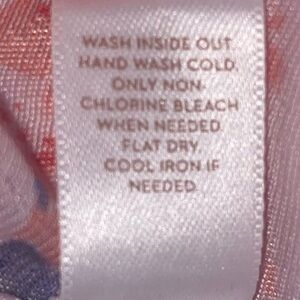 WASH INSIDE OUT.
HAND WASH COLD.
ONLY NON-
CHLORINE BLEACH
WHEN NEEDED.
FLAT DRY.
COOL IRON IF
NEEDED.